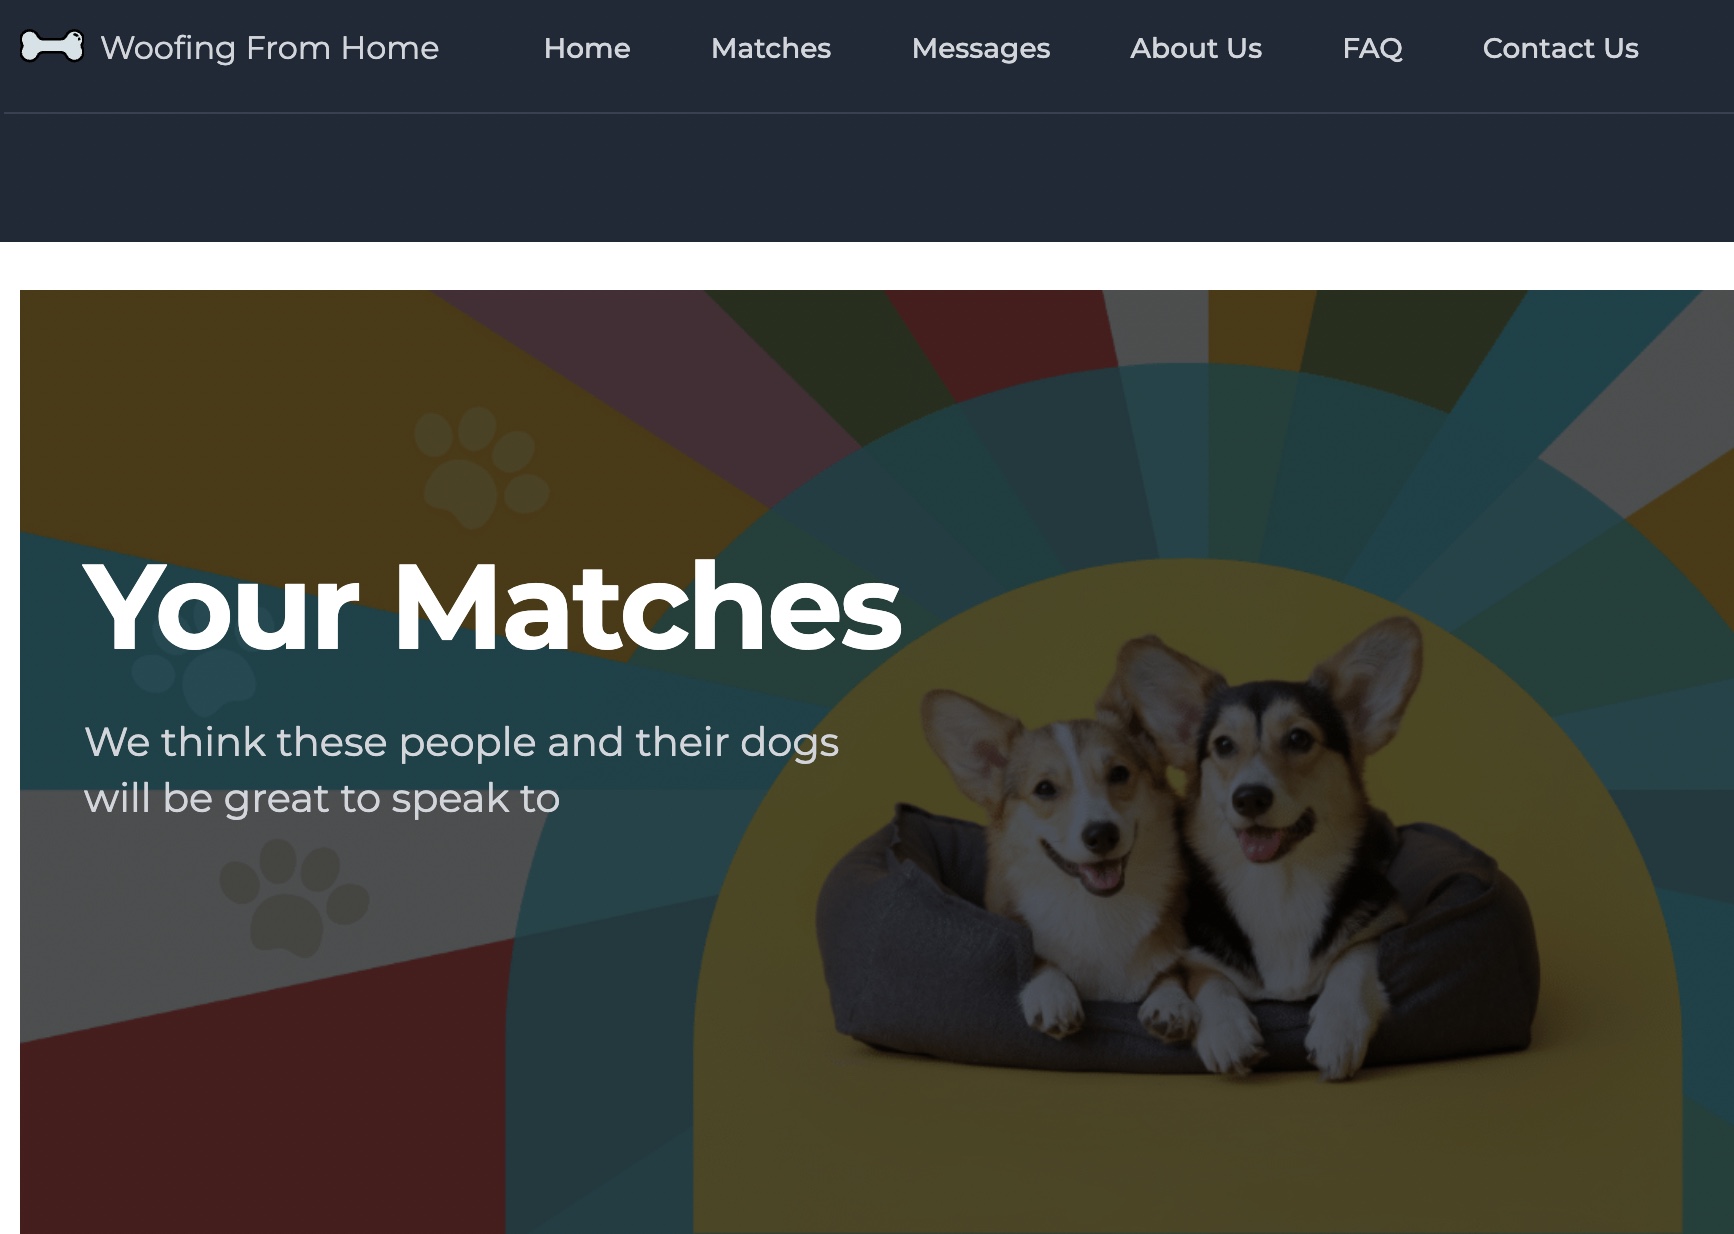 Woofing From Home
Home
Matches
Messages
About Us
FAQ
Contact Us
Your Matches
We think these people and their dogs
will be great to speak to